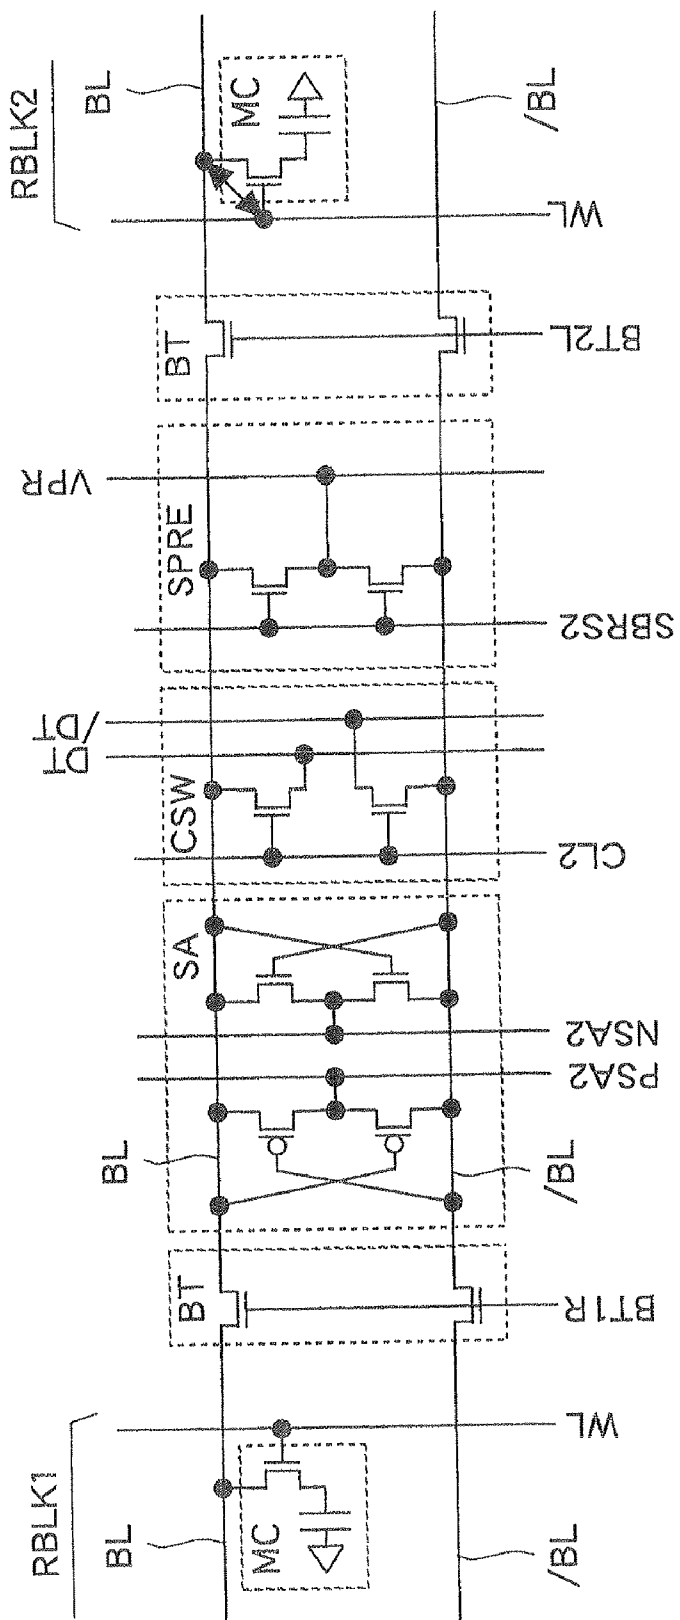 RBLK1
BL
MC
WL
/BL
BT
BT1R
BL
/BL
SA
PSA2
NSA2
CSW
DT
/DT
CL2
SPRE
VPR
SBRS2
BT
BT2L
RBLK2
BL
MC
WL
/BL